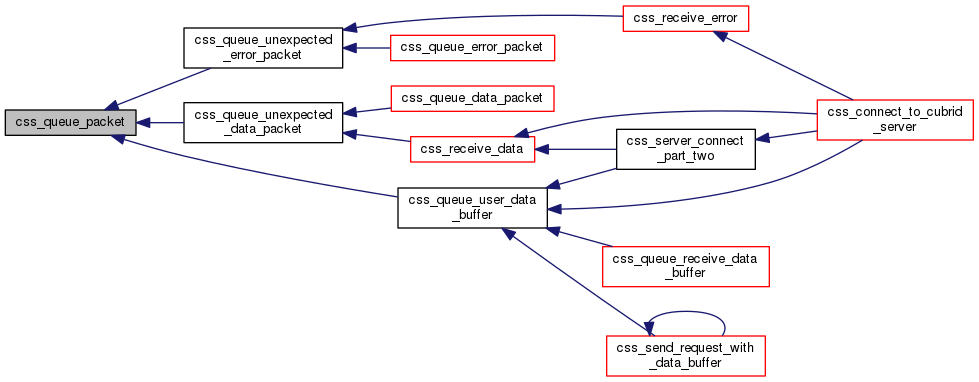 css_queue_packet
css_queue_unexpected
_error_packet
css_queue_unexpected
_data_packet
css_queue_user_data
_buffer
css_receive_error
css_queue_error_packet
css_queue_data_packet
css_receive_data
css_server_connect
_part_two
css_connect_to_cubrid
_server
css_queue_receive_data
_buffer
css_send_request_with
_data_buffer